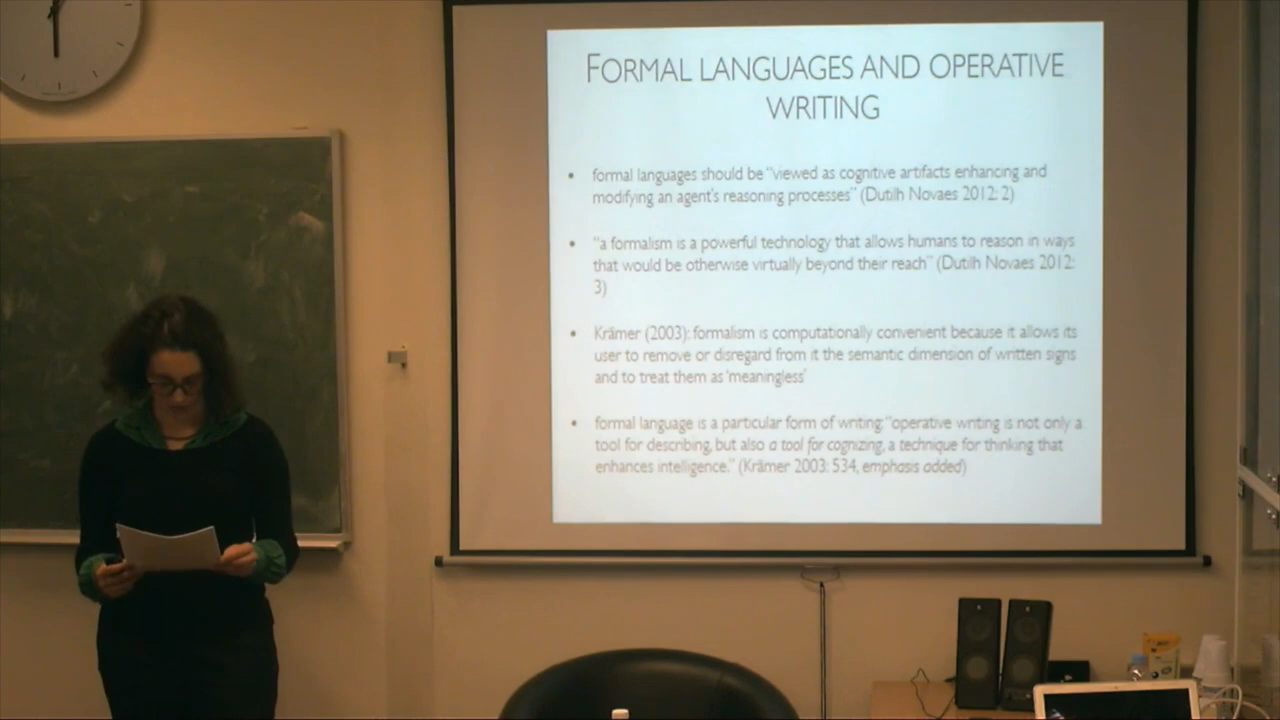 FORMAL LANGUAGES AND OPERATIVE
WRITING
• formal languages should be "viewed as cognitive artifacts enhancing and
modifying an agent's reasoning processes" (Dutilh Novaes 2012: 2)
• "a formalism is a powerful technology that allows humans to reason in ways
that would be otherwise virtually beyond their reach" (Dutilh Novaes 2012:
3)
• Krämer (2003): formalism is computationally convenient because it allows its
user to remove or disregard from it the semantic dimension of written signs
and to treat them as 'meaningless'
• formal language is a particular form of writing: "operative writing is not only a
tool for describing, but also a tool for cognizing, a technique for thinking that
enhances intelligence." (Krämer 2003: 534, emphasis added)